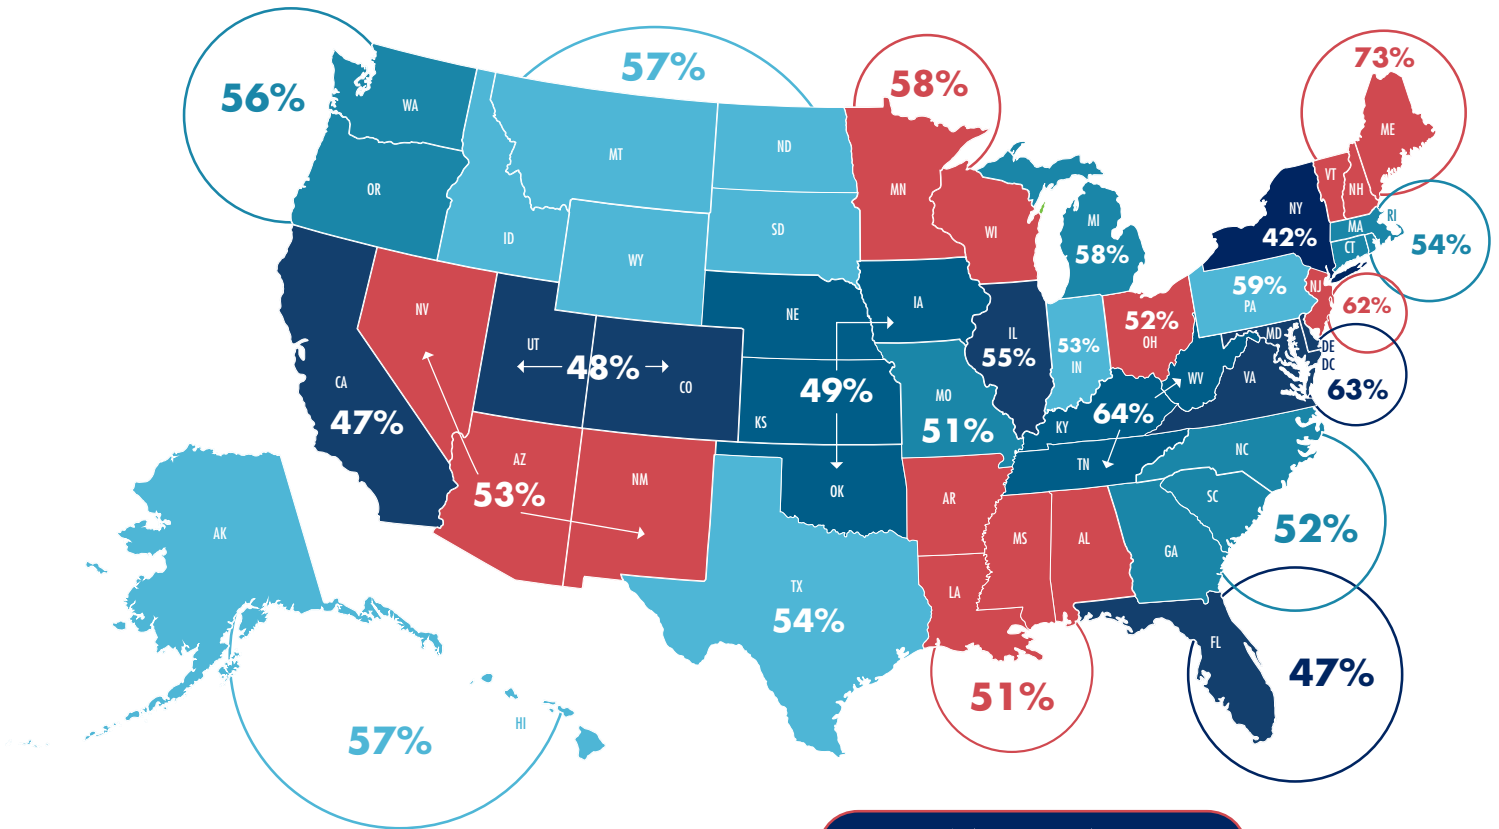 57%
58%
73%
56%
WA
ME
MT
ND
VT
NH
OR
MN
NY
RI
ID
SD
WI
MI
MA
42%
CT
54%
WY
58%
59%
PA
NJ
62%
NV
NE
IA
52%
OH
MD
DE
DC
UT
48%
CO
IL
55%
53%
IN
WV
VA
63%
CA
47%
49%
KS
MO
51%
KY
64%
AZ
53%
NM
OK
TN
NC
AR
SC
52%
AK
MS
AL
GA
TX
54%
LA
FL
47%
51%
HI
57%